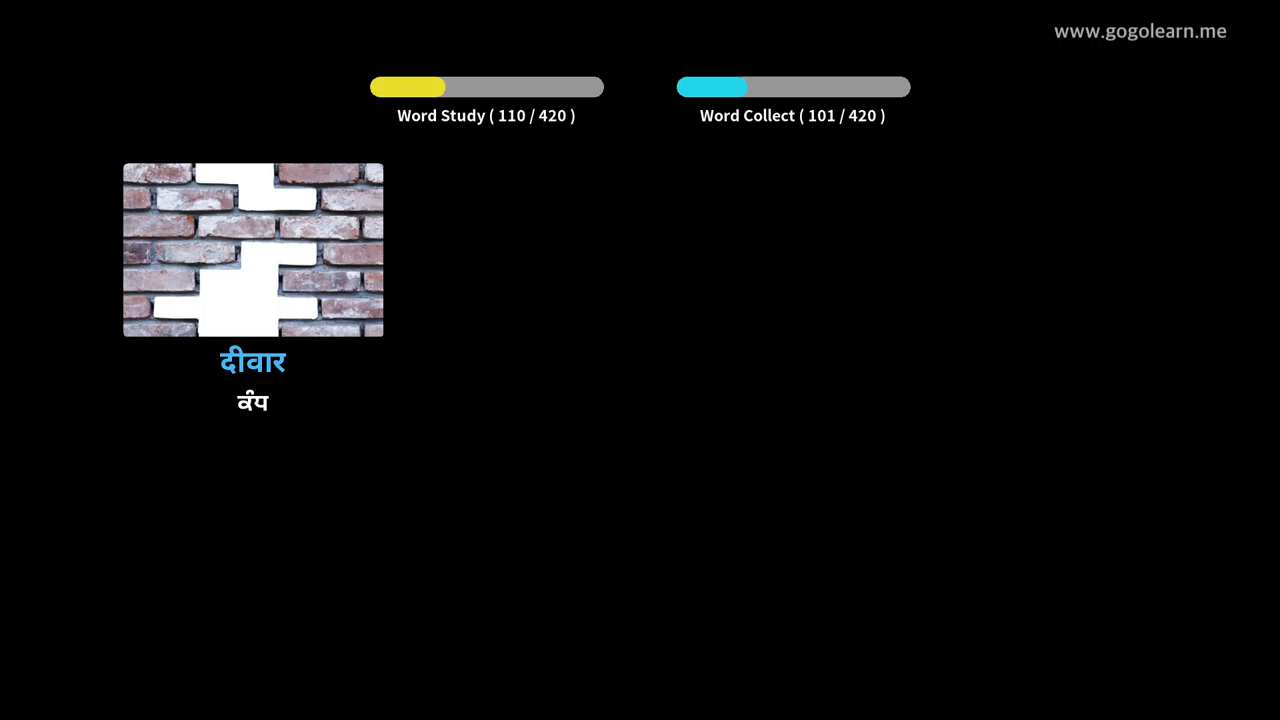 www.gogolearn.me
Word Study ( 110 / 420 )
Word Collect ( 101 / 420 )
दीवार
ਕੰਧ